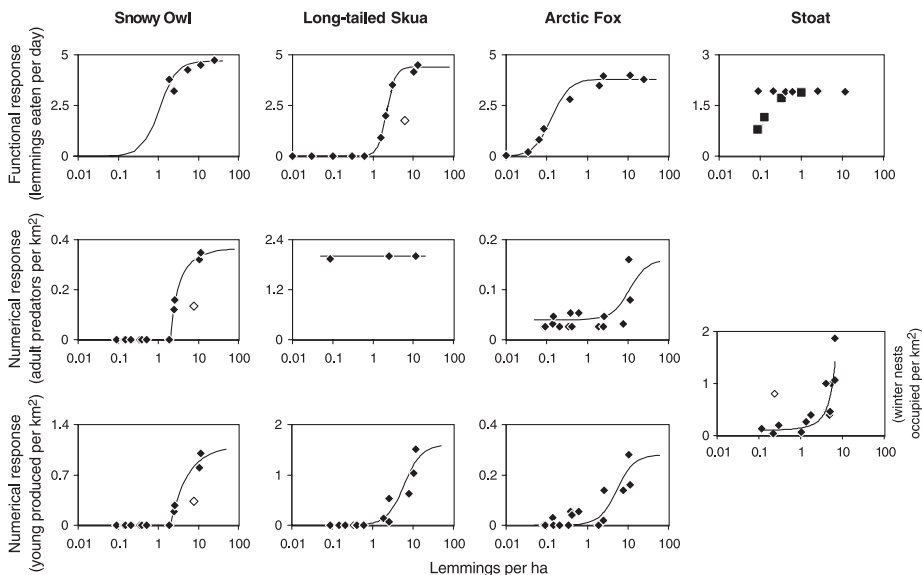 Snowy Owl Long-tailed Skua Arctic Fox Stoat
Functional response
(lemmings eaten per day)
5
2.5
0
0.01 0.1 1 10 100
5
2.5
0
0.01 0.1 1 10 100
5
2.5
0
0.01 0.1 1 10 100
3
1.5
0
0.01 0.1 1 10 100
Numerical response
(adult predators per km2)
0.4
0.2
0
0.01 0.1 1 10 100
2.4
1.2
0
0.01 0.1 1 10 100
0.2
0.1
0
0.01 0.1 1 10 100
2
1
0
0.01 0.1 1 10 100
(winter nests
occupied per km2)
Numerical response
(young produced per km2)
1.4
0.7
0
0.01 0.1 1 10 100
2
1
0
0.01 0.1 1 10 100
0.4
0.2
0
0.01 0.1 1 10 100
Lemmings per ha